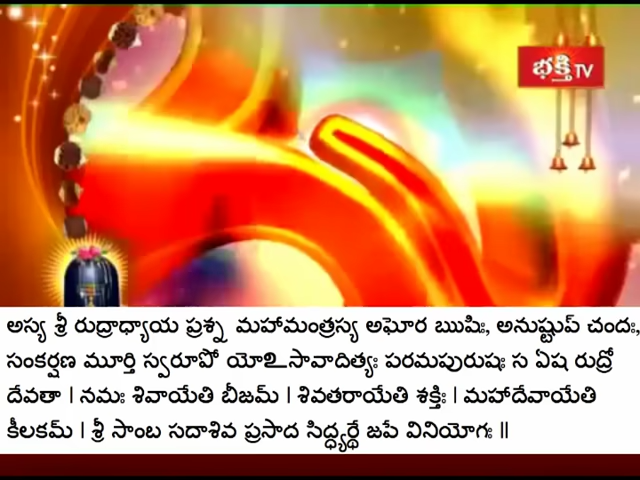 భక్తి TV
అస్య శ్రీ రుద్రాధ్యాయ ప్రశ్న మహామంత్రస్య అఘోర ఋషిః, అనుష్టుప్ చందః,
సంకర్షణ మూర్తి స్వరూపో యోఽసావాదిత్యః పరమపురుషః స ఏష రుద్రో
దేవతా | నమః శివాయేతి బీజమ్ | శివతరాయేతి శక్తిః | మహాదేవాయేతి
కీలకమ్ | శ్రీ సాంబ సదాశివ ప్రసాద సిద్ధ్యర్థే జపే వినియోగః ||